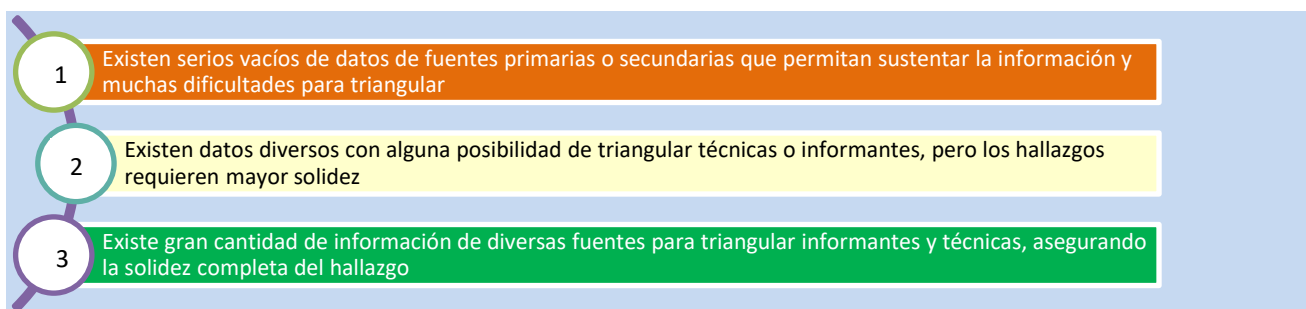 1
Existen serios vacíos de datos de fuentes primarias o secundarias que permitan sustentar la información y
muchas dificultades para triangular
2
Existen datos diversos con alguna posibilidad de triangular técnicas o informantes, pero los hallazgos
requieren mayor solidez
3
Existe gran cantidad de información de diversas fuentes para triangular informantes y técnicas, asegurando
la solidez completa del hallazgo